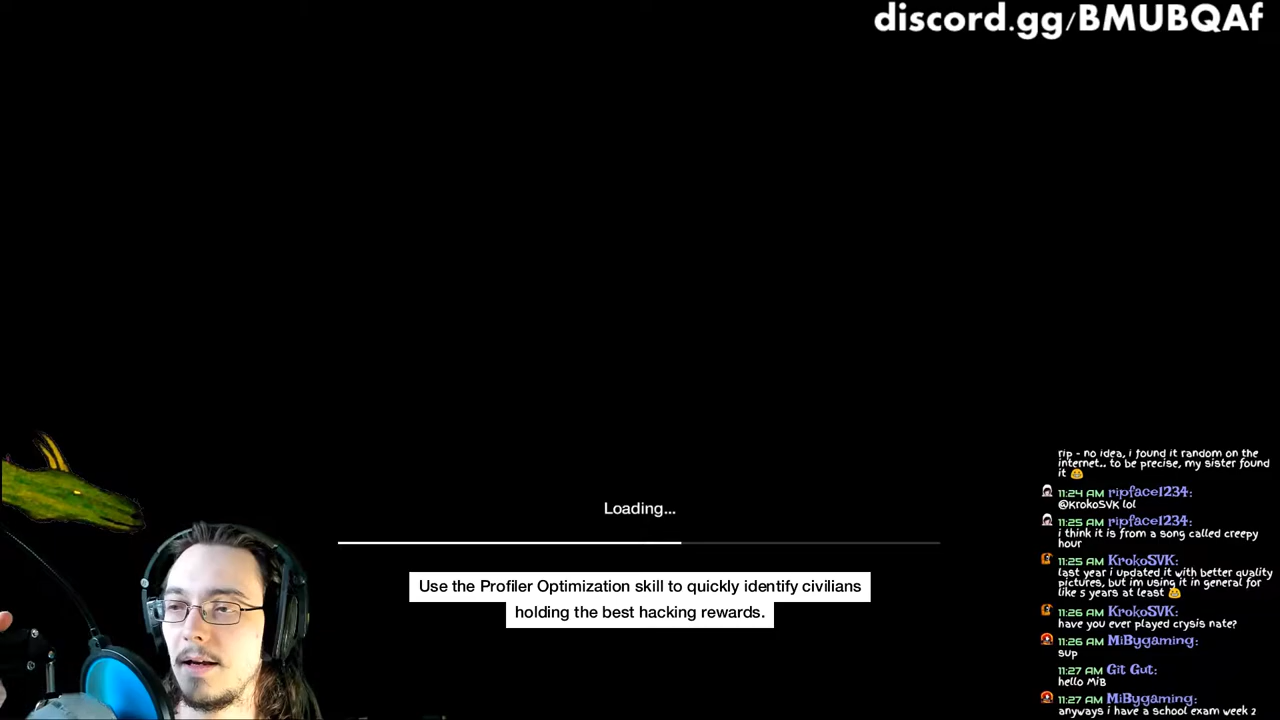 discord.gg/BMUBQAf
Loading...
Use the Profiler Optimization skill to quickly identify civilians
holding the best hacking rewards.
rip - no idea, i found it random on the
internet.. to be precise, my sister found
it
11:24 AM ripface1234:
@KrokoSVK lol
11:25 AM ripface1234:
i think it is from a song called creepy
hour
11:25 AM KrokoSVK:
last year i updated it with better quality
pictures, but im using it in general for
like 5 years at least
11:26 AM KrokoSVK:
have you ever played crysis nate?
11:26 AM MiBygaming:
sup
11:27 AM Git Gut:
hello MiB
11:27 AM MiBygaming:
anyways i have a school exam week 2